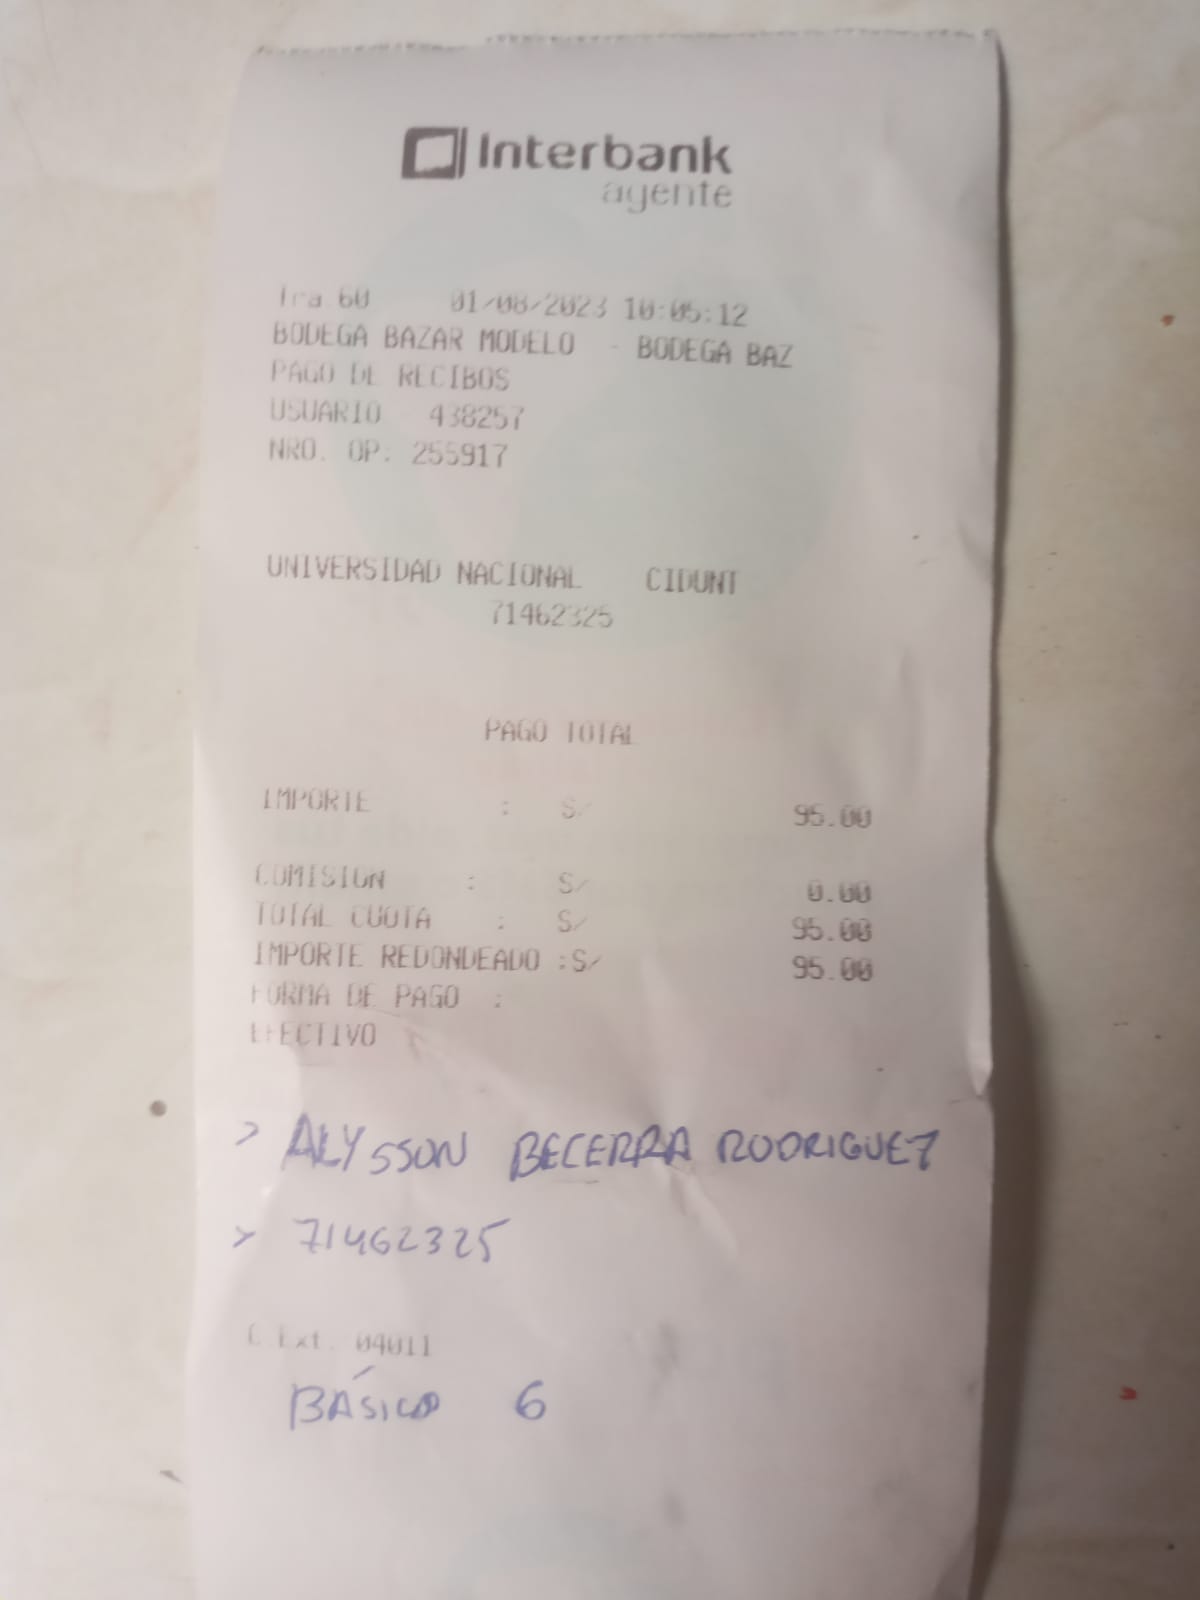 Interbank
agente
Tra 60 01/08/2023 10:05:12
BODEGA BAZAR MODELO - BODEGA BAZ
PAGO DE RECIBOS
USUARIO 438257
NRO. OP: 255917
UNIVERSIDAD NACIONAL CIDUNT
71462325
PAGO TOTAL
IMPORTE : S/ 95.00
COMISION : S/ 0.00
TOTAL CUOTA : S/ 95.00
IMPORTE REDONDEADO :S/ 95.00
FORMA DE PAGO :
EFECTIVO
> ALYSSON BECERRA RODRIGUEZ
> 71462325
C.Ext. 04011
BÁSICO 6